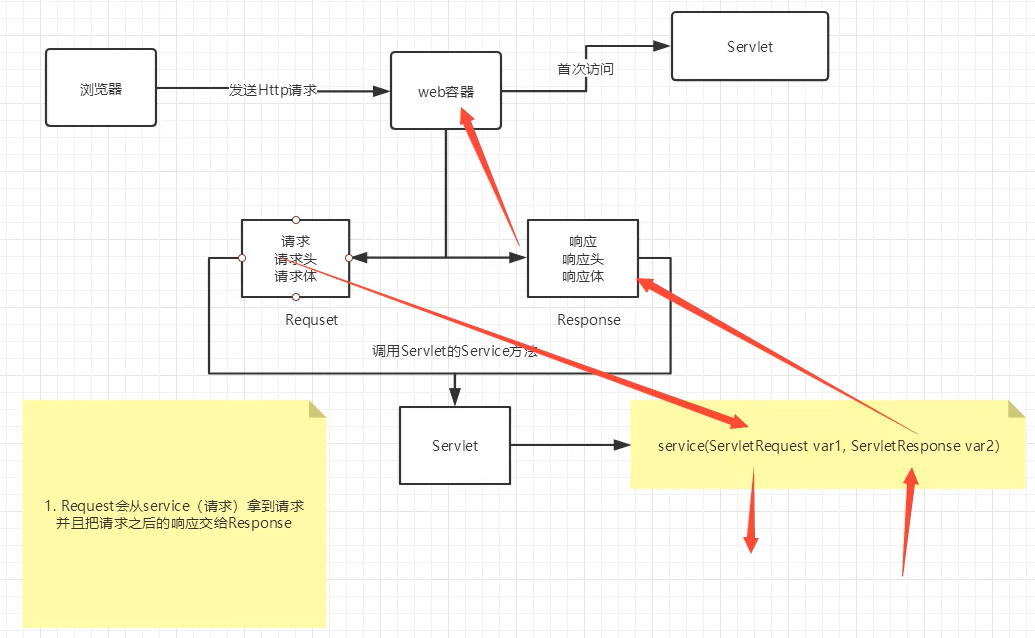 Servlet
浏览器
发送Http请求
web容器
首次访问
请求
请求头
请求体
响应
响应头
响应体
Requset
Response
调用Servlet的Service方法
Servlet
service(ServletRequest var1, ServletResponse var2)
1. Request会从service（请求）拿到请求
并且把请求之后的响应交给Response